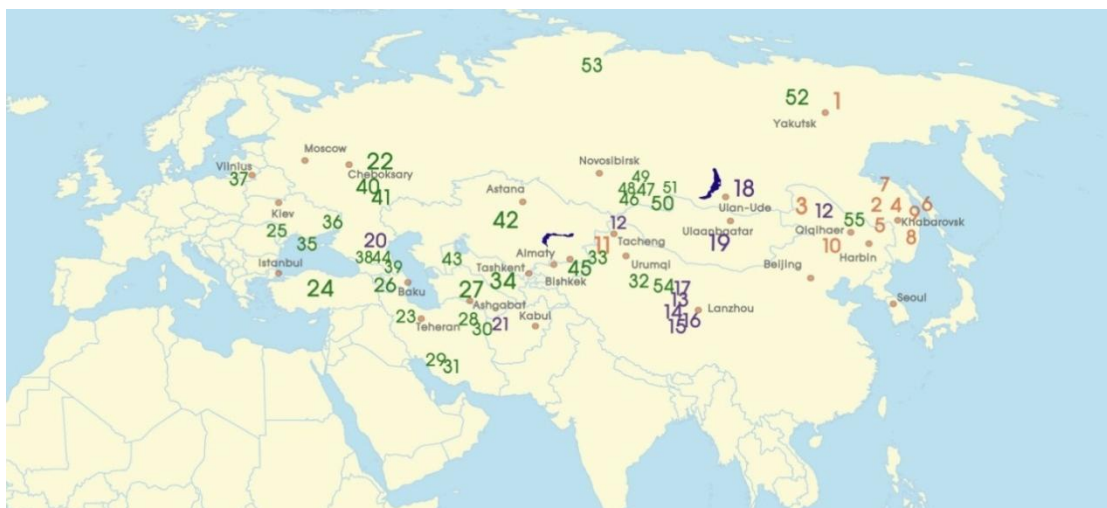 53
52 1
Yakutsk
Moscow
22
Cheboksary
Vilnius
37
Novosibirsk
49
48 47 51
46 50
18
Ulan-Ude
7
3 12 2 4 6
9
55 Khabarovsk
5
8
Qiqihaer
10
Harbin
40
41
Astana
42
Kiev
25
36
35
12
Tacheng
11
Ulaanbaatar
19
20
38 44
39
43
Almaty
33
45
Urumqi
Istanbul
24
26
Baku
Tashkent
34
Bishkek
27
Ashgabat
32 54 17
13
14
16
15
Lanzhou
Beijing
Seoul
23
Teheran
28
30
21
Kabul
29 31